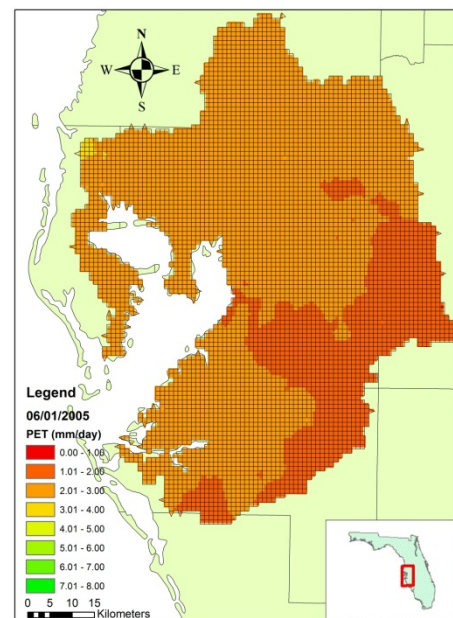 N
W E
S
Legend
06/01/2005
PET (mm/day)
0.00 - 1.00
1.01 - 2.00
2.01 - 3.00
3.01 - 4.00
4.01 - 5.00
5.01 - 6.00
6.01 - 7.00
7.01 - 8.00
0 5 10 15
Kilometers